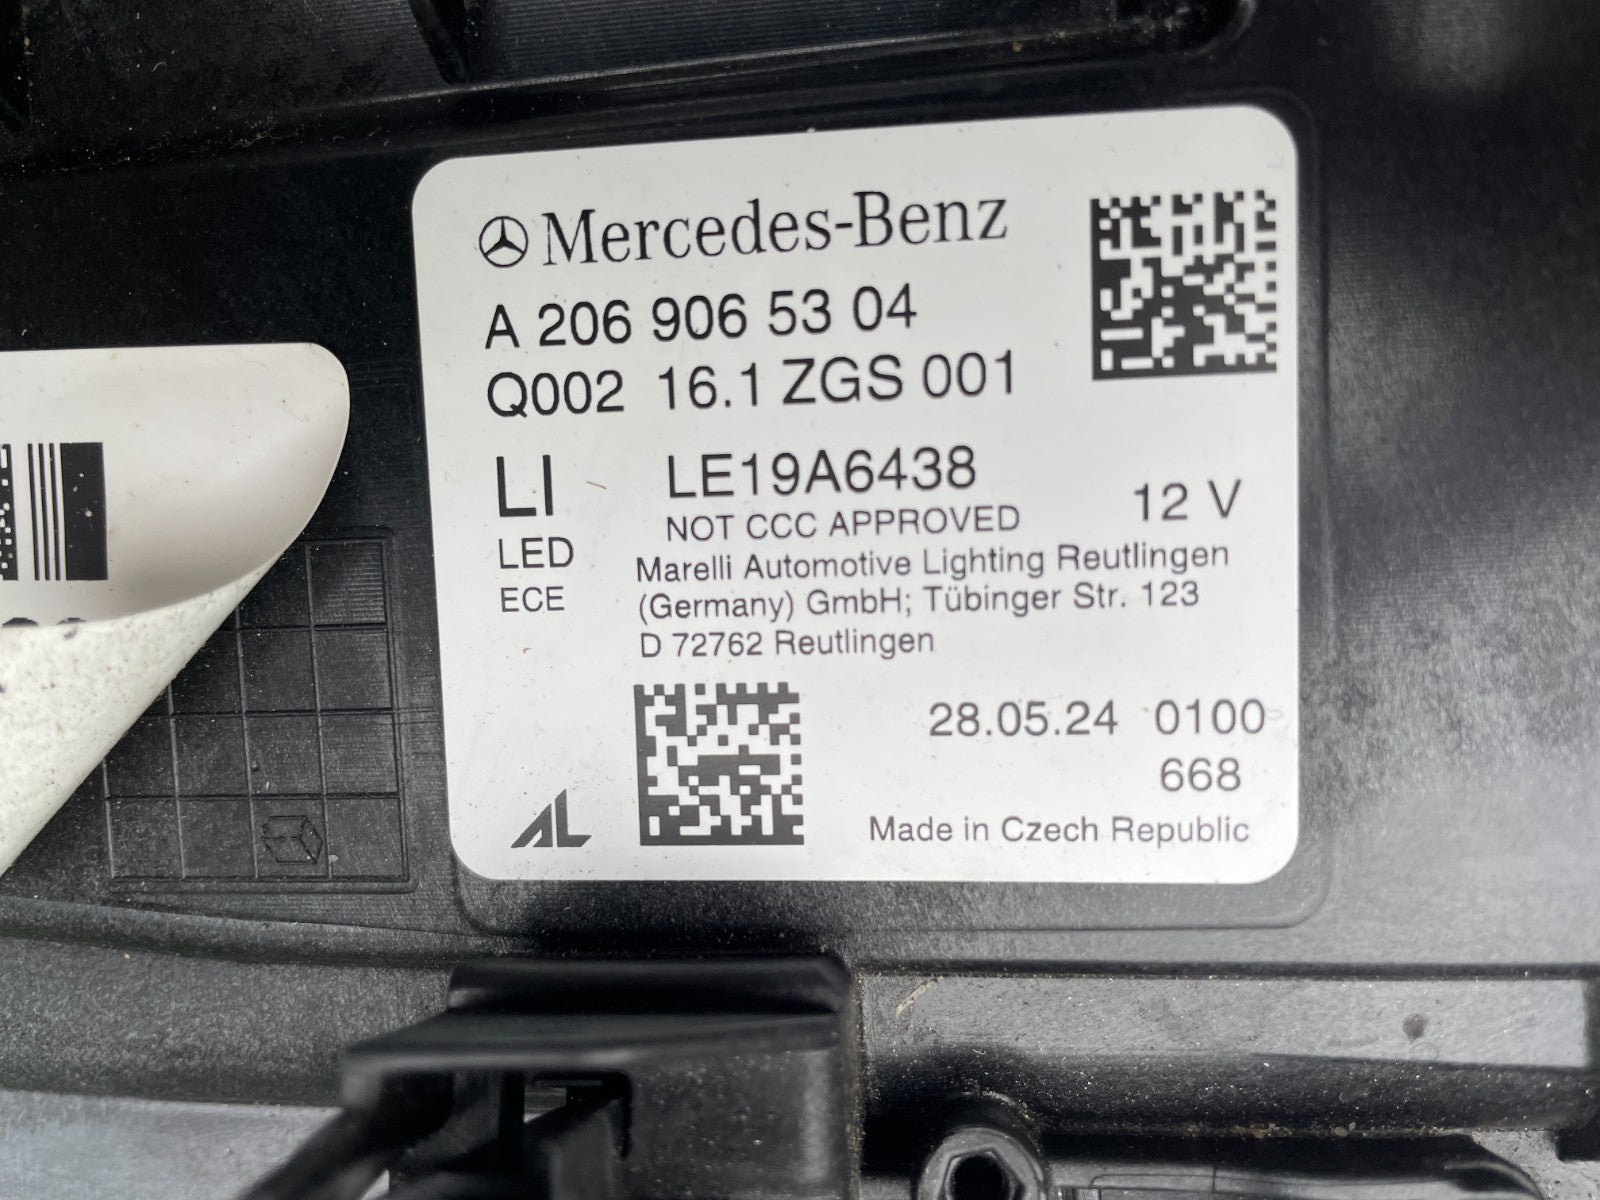 Mercedes-Benz
A 206 906 53 04
Q002 16.1 ZGS 001
LI LE19A6438
NOT CCC APPROVED 12 V
LED
ECE
Marelli Automotive Lighting Reutlingen
(Germany) GmbH; Tübinger Str. 123
D 72762 Reutlingen
28.05.24 0100
668
AL
Made in Czech Republic